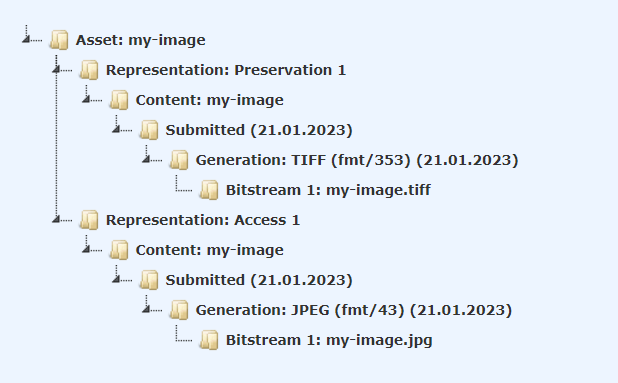 Asset: my-image
Representation: Preservation 1
Content: my-image
Submitted (21.01.2023)
Generation: TIFF (fmt/353) (21.01.2023)
Bitstream 1: my-image.tiff
Representation: Access 1
Content: my-image
Submitted (21.01.2023)
Generation: JPEG (fmt/43) (21.01.2023)
Bitstream 1: my-image.jpg